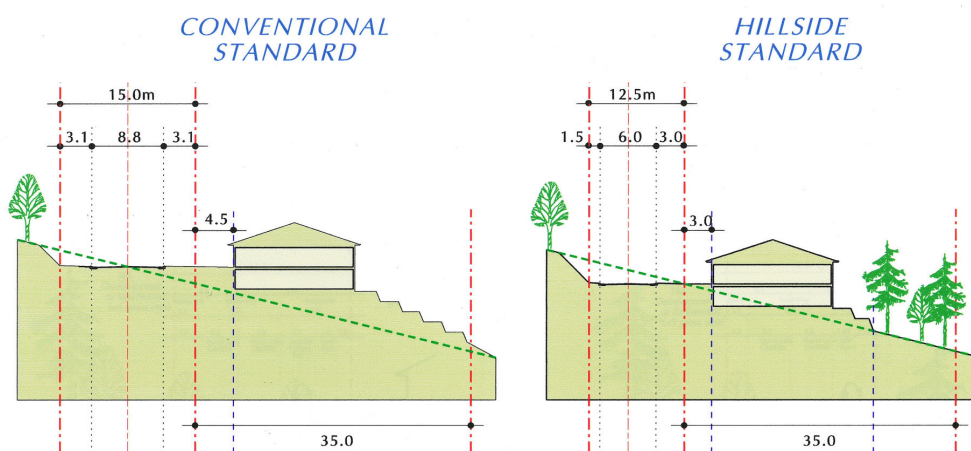 CONVENTIONAL
STANDARD
15.0m
3.1 8.8 3.1
4.5
35.0
HILLSIDE
STANDARD
12.5m
1.5 6.0 3.0
3.0
35.0